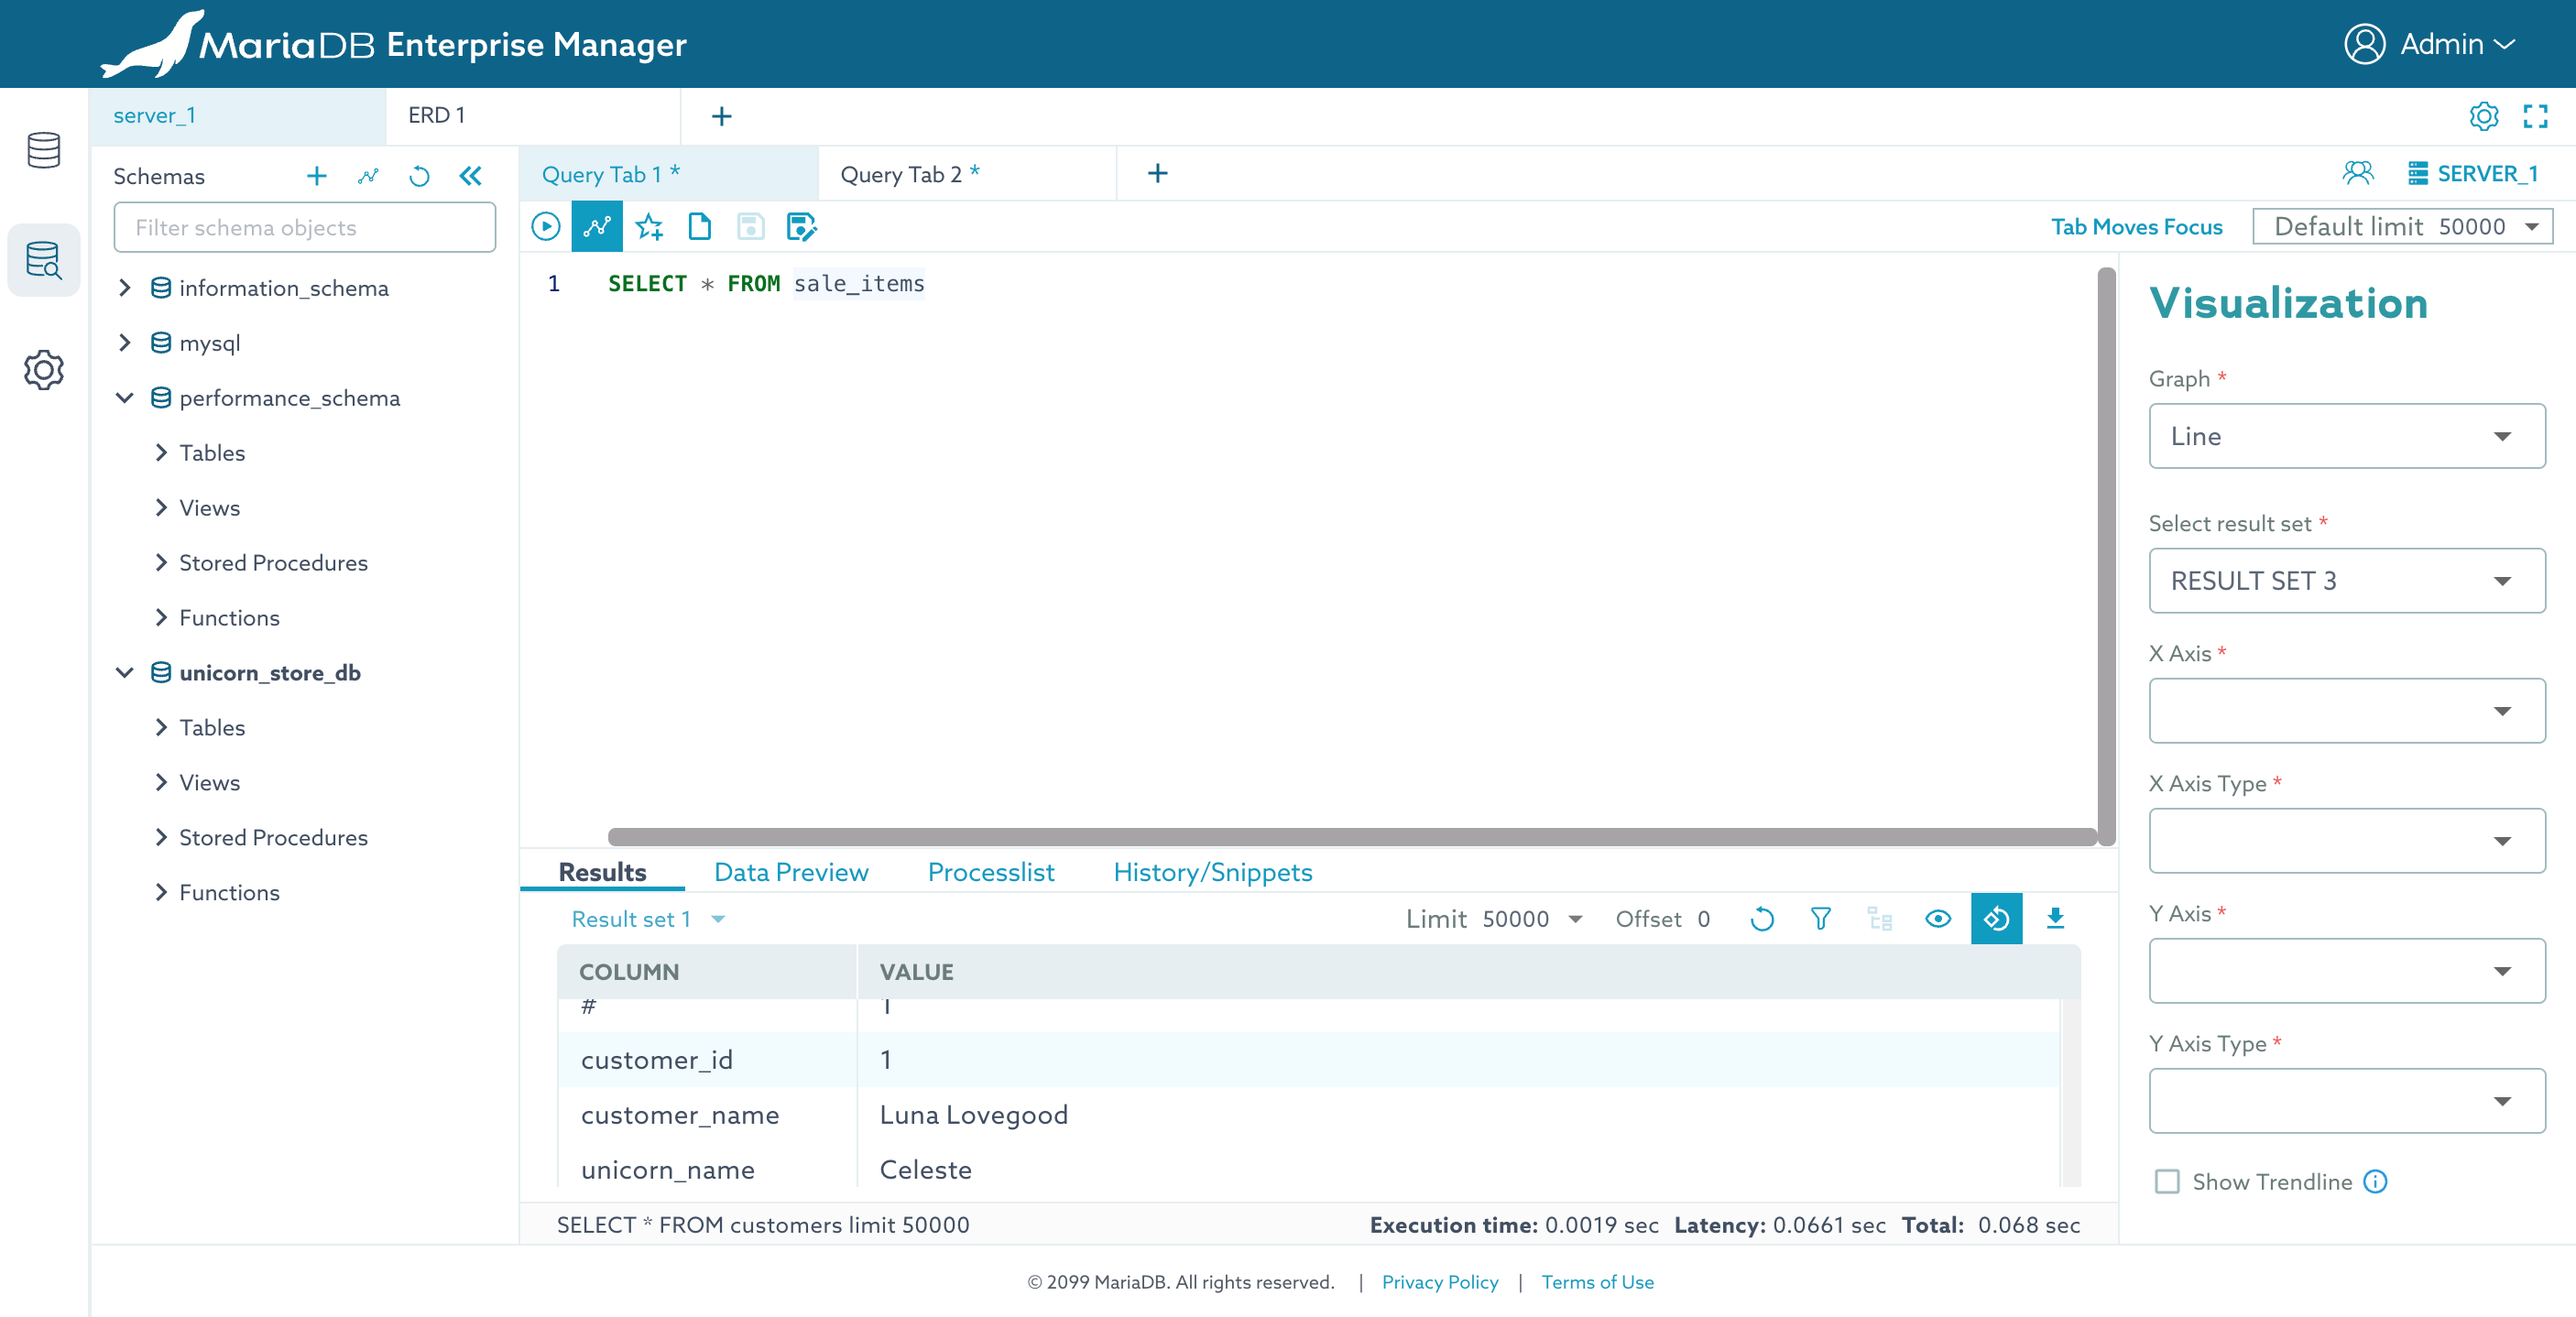 MariaDB Enterprise Manager
Admin
server_1
ERD 1
+
Schemas
Filter schema objects
information_schema
mysql
performance_schema
Tables
Views
Stored Procedures
Functions
unicorn_store_db
Tables
Views
Stored Procedures
Functions
Query Tab 1 *
Query Tab 2 *
+
SERVER_1
Tab Moves Focus
Default limit 50000
1 SELECT * FROM sale_items
Results
Data Preview
Processlist
History/Snippets
Result set 1
Limit 50000
Offset 0
COLUMN VALUE
# 1
customer_id 1
customer_name Luna Lovegood
unicorn_name Celeste
SELECT * FROM customers limit 50000
Execution time: 0.0019 sec Latency: 0.0661 sec Total: 0.068 sec
Visualization
Graph *
Line
Select result set *
RESULT SET 3
X Axis *
X Axis Type *
Y Axis *
Y Axis Type *
Show Trendline
© 2099 MariaDB. All rights reserved. | Privacy Policy | Terms of Use